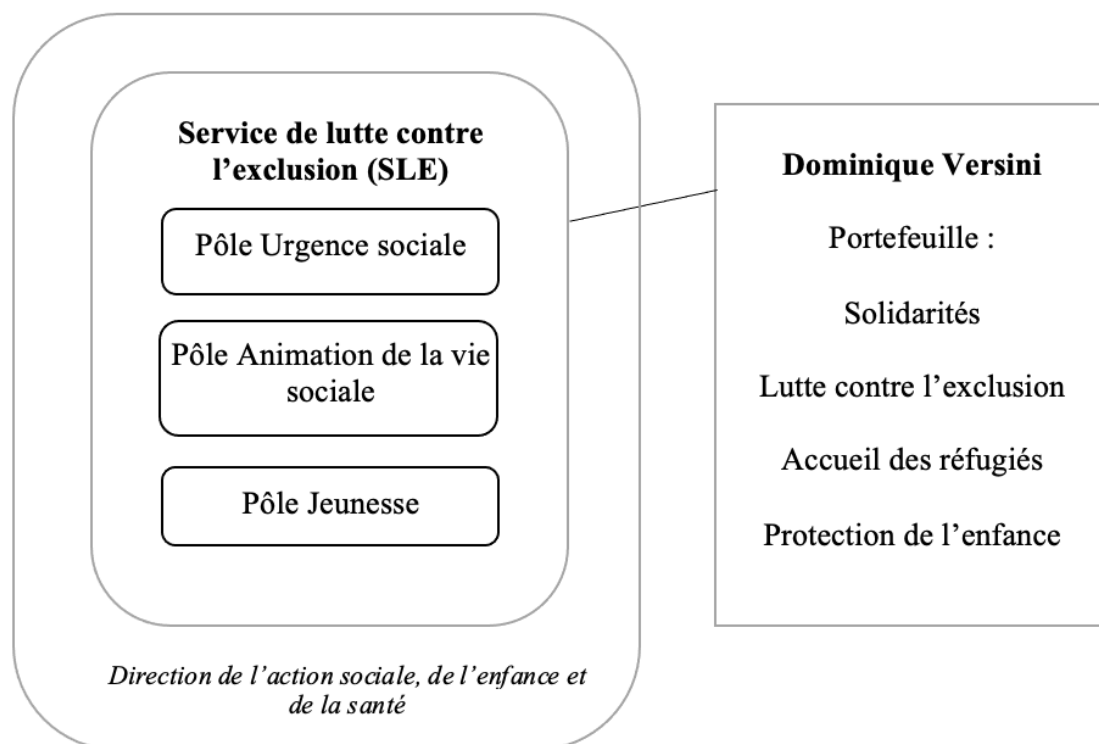 Service de lutte contre
l’exclusion (SLE)
Pôle Urgence sociale
Pôle Animation de la vie
sociale
Pôle Jeunesse
Direction de l’action sociale, de l’enfance et
de la santé
Dominique Versini
Portefeuille :
Solidarités
Lutte contre l’exclusion
Accueil des réfugiés
Protection de l’enfance